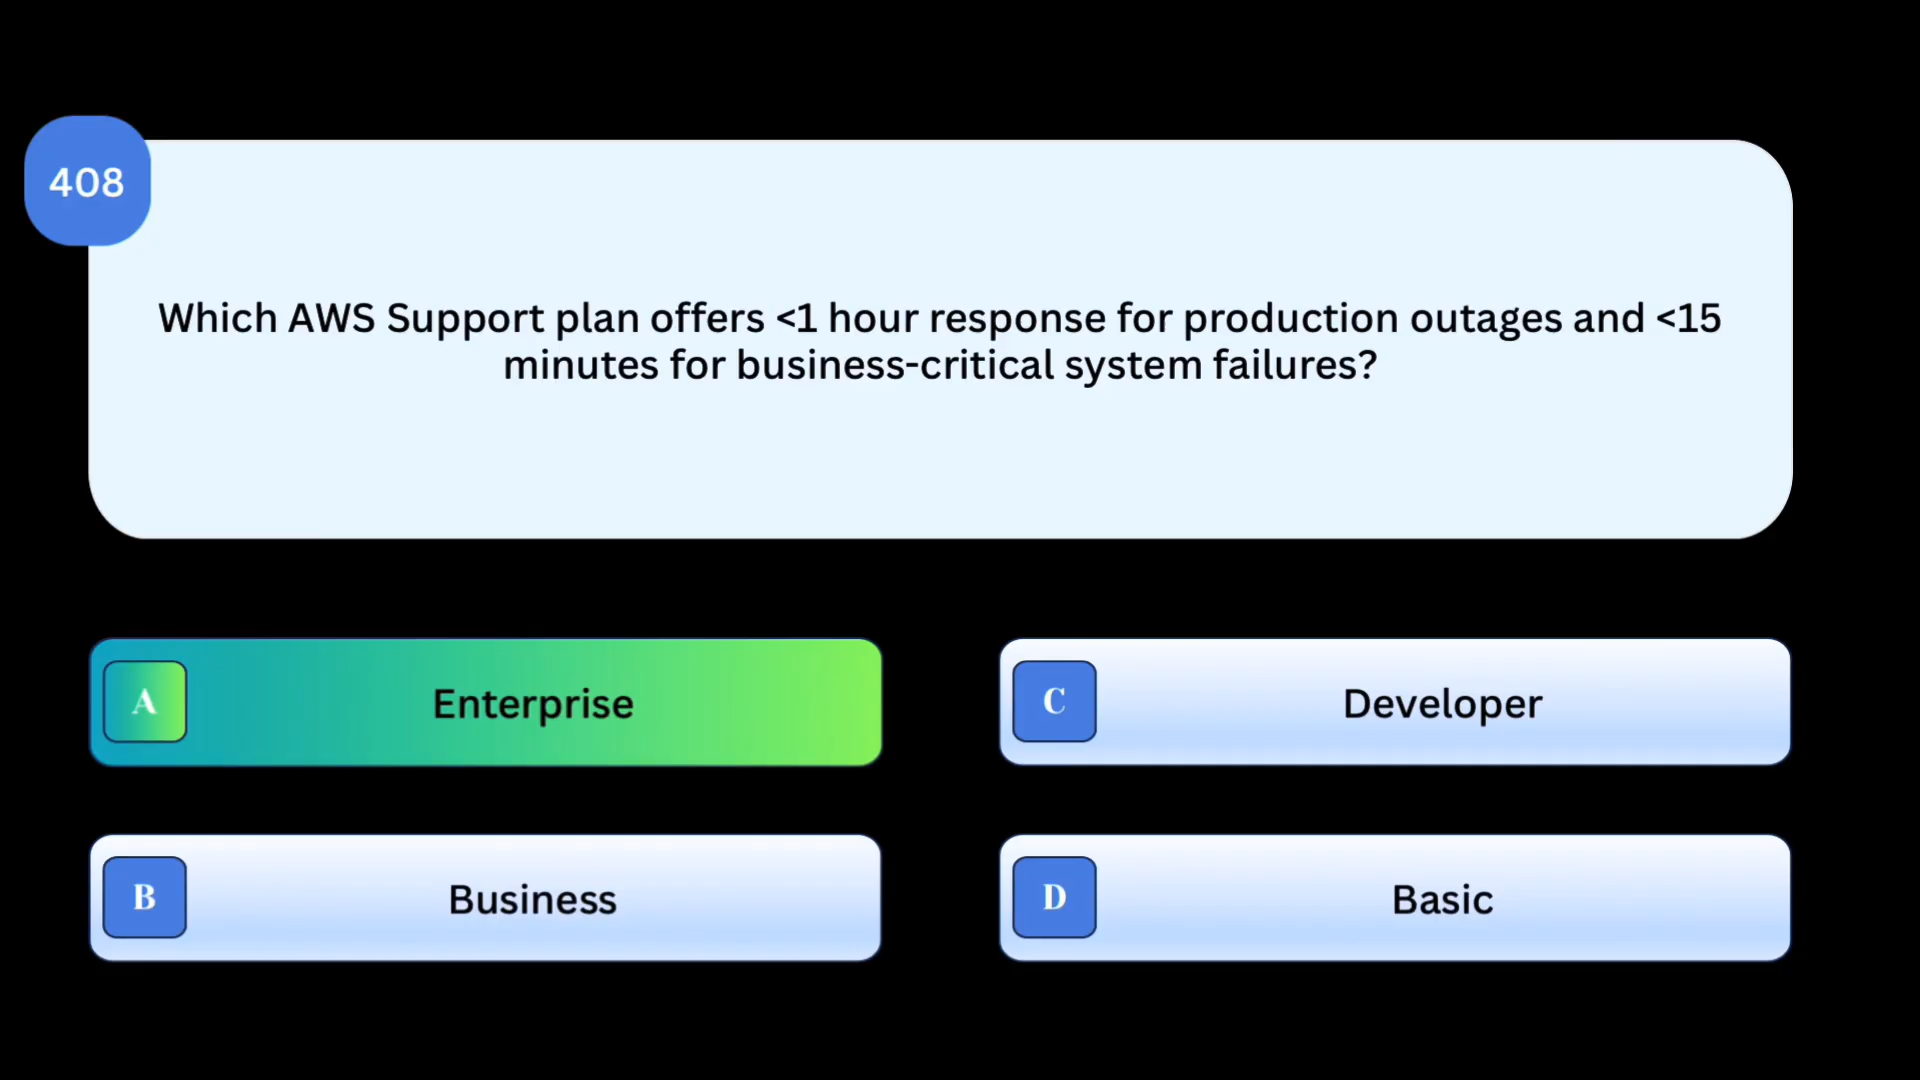 408
Which AWS Support plan offers <1 hour response for production outages and <15
minutes for business-critical system failures?
A
Enterprise
C
Developer
B
Business
D
Basic